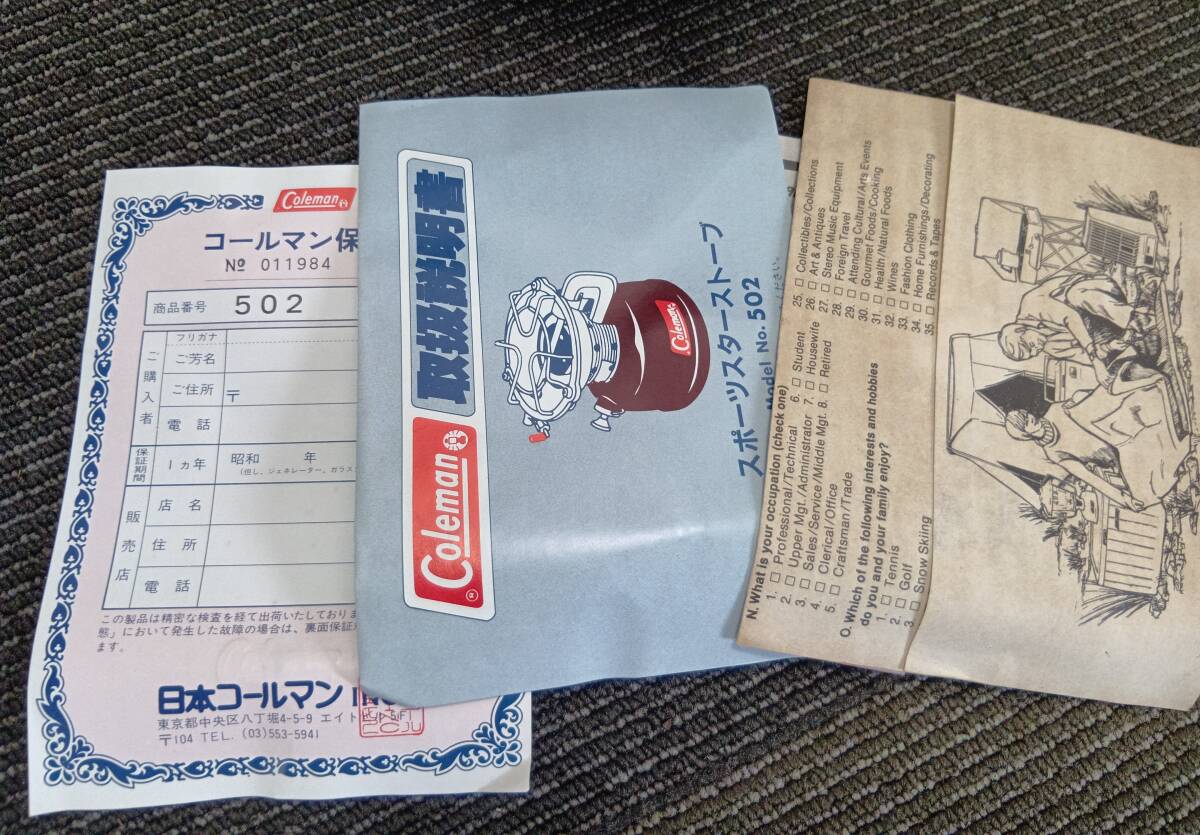 Coleman
コールマン保
№ 011984
商品番号 502
ご購入者
フリガナ
ご芳名
ご住所 〒
電話
保証期間
1ヵ年 昭和 年
(但し、ジェネレーター、ガラス
販売店
店名
住所
電話
この製品は精密な検査を経て出荷いたしております
態」において発生した故障の場合は、裏面保証
ます。
日本コールマン
東京都中央区八丁堀4-5-9 エイト
〒104 TEL. (03)553-5941
Coleman®
取扱説明書
Coleman
スポーツスターストーブ
Model No. 502
ください。
N. What is your occupation (check one)
1. □ Professional/Technical
2. □ Upper Mgt./Administrator
3. □ Sales/Service/Middle Mgt.
4. □ Clerical/Office
5. □ Craftsman/Trade
6. □ Student
7. □ Housewife
8. □ Retired
O. Which of the following interests and hobbies
do you and your family enjoy?
1. □ Tennis
2. □ Golf
3. □ Snow Skiing
25. □ Collectibles/Collections
26. □ Art & Antiques
27. □ Stereo Music Equipment
28. □ Foreign Travel
29. □ Attending Cultural/Arts Events
30. □ Gourmet Foods/Cooking
31. □ Health/Natural Foods
32. □ Wines
33. □ Fashion Clothing
34. □ Home Furnishings/Decorating
35. □ Records & Tapes